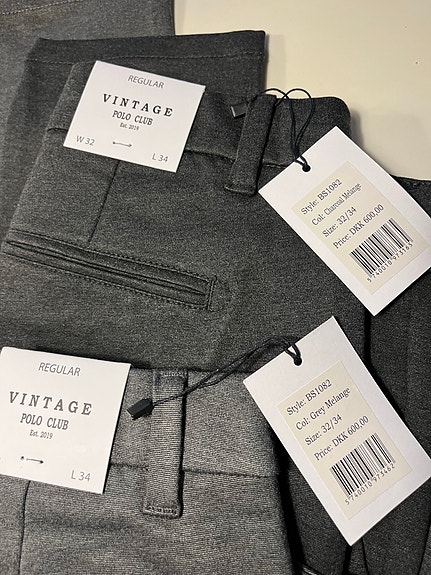 REGULAR
VINTAGE
POLO CLUB
Est. 2019
W 32
L 34
Style: BS1082
Col: Charcoal Melange
Size: 32/34
Price: DKK 600,00
REGULAR
VINTAGE
POLO CLUB
Est. 2019
L 34
Style: BS1082
Col: Grey Melange
Size: 32/34
Price: DKK 600,00
5740010973462